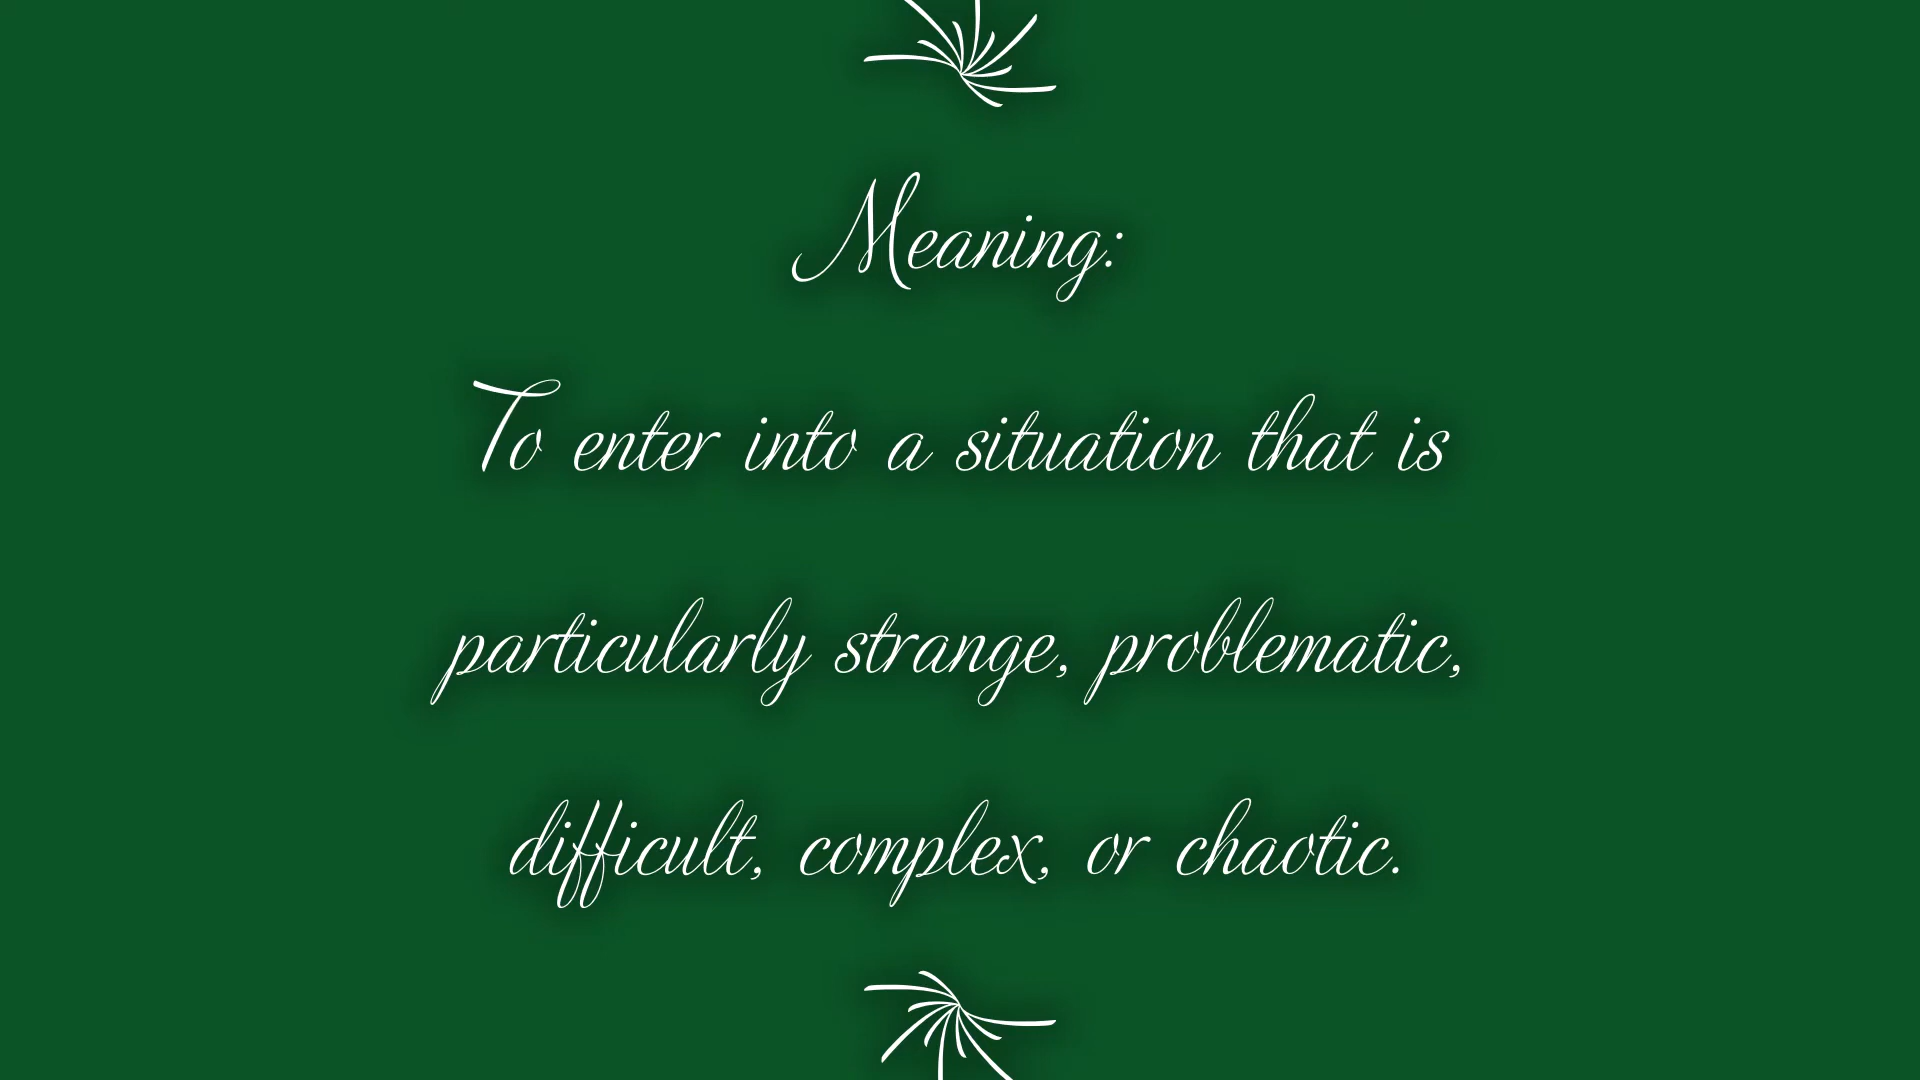 Meaning:
To enter into a situation that is
particularly strange, problematic,
difficult, complex, or chaotic.